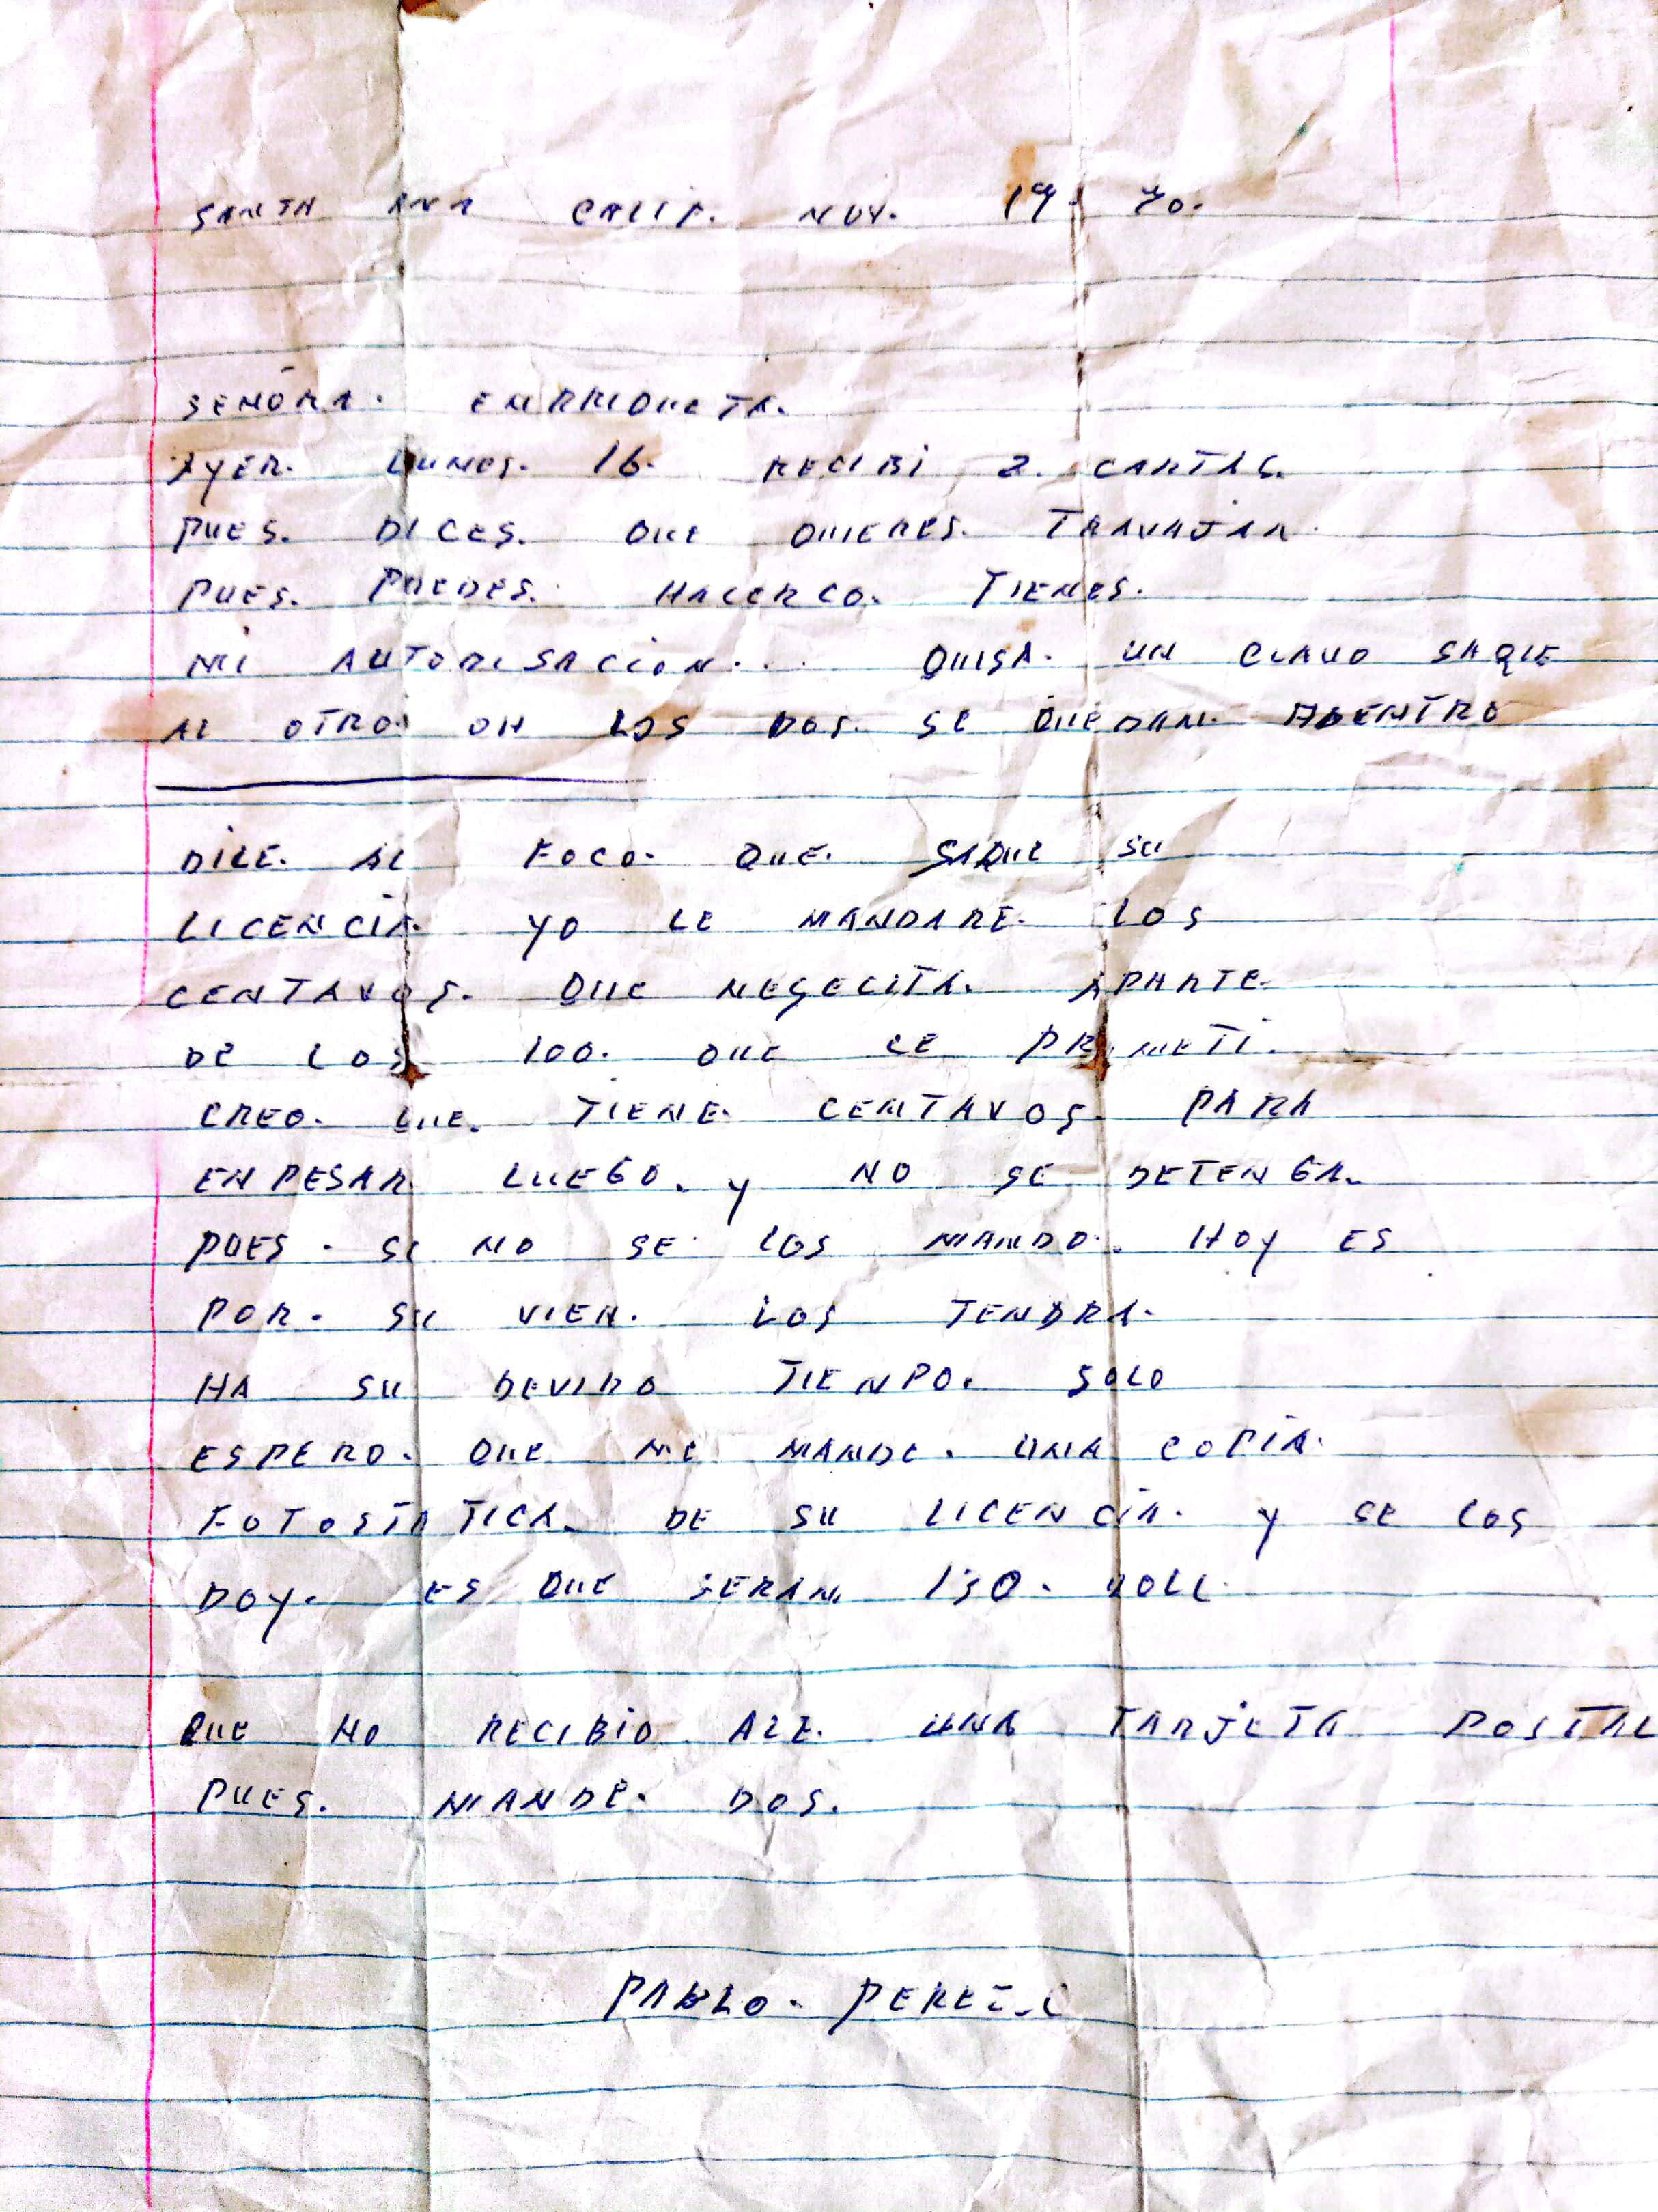 SANTA ANA CALIF. NOV. 19. 70.
SEÑORA. ENRRIQUETA.
AYER. LUNES. 16. RECIBI 2. CARTAS.
PUES. DICES. QUE QUIERES. TRAVAJAR.
PUES. PUEDES. HACERLO. TIENES.
MI AUTORISACION... QUISA. UN CLAVO SAQUE
AL OTRO. OH LOS DOS. SE QUEDAN. ADENTRO
DILE. AL FOCO. QUE. SAQUE SU
LICENCIA. YO LE MANDARE. LOS
CENTAVOS. QUE NESECITA. APARTE.
DE LOS 100. QUE LE PROMETI.
CREO. QUE. TIENE. CENTAVOS. PARA
ENPESAR LUEGO. Y NO SE DETENGA.
PUES. SI NO SE LOS MANDO. HOY ES
POR. SU VIEN. LOS TENDRA.
HA SU DEVIDO TIENPO. SOLO
ESPERO. QUE ME MANDE. UNA COPIA.
FOTOSTATICA. DE SU LICENCIA. Y SE LOS
DOY. ES QUE SERAN. 150. DOLL.
QUE NO RECIBIO ALE. UNA TARJETA POSTAL
PUES. MANDE. DOS.
PABLO. PEREZ.